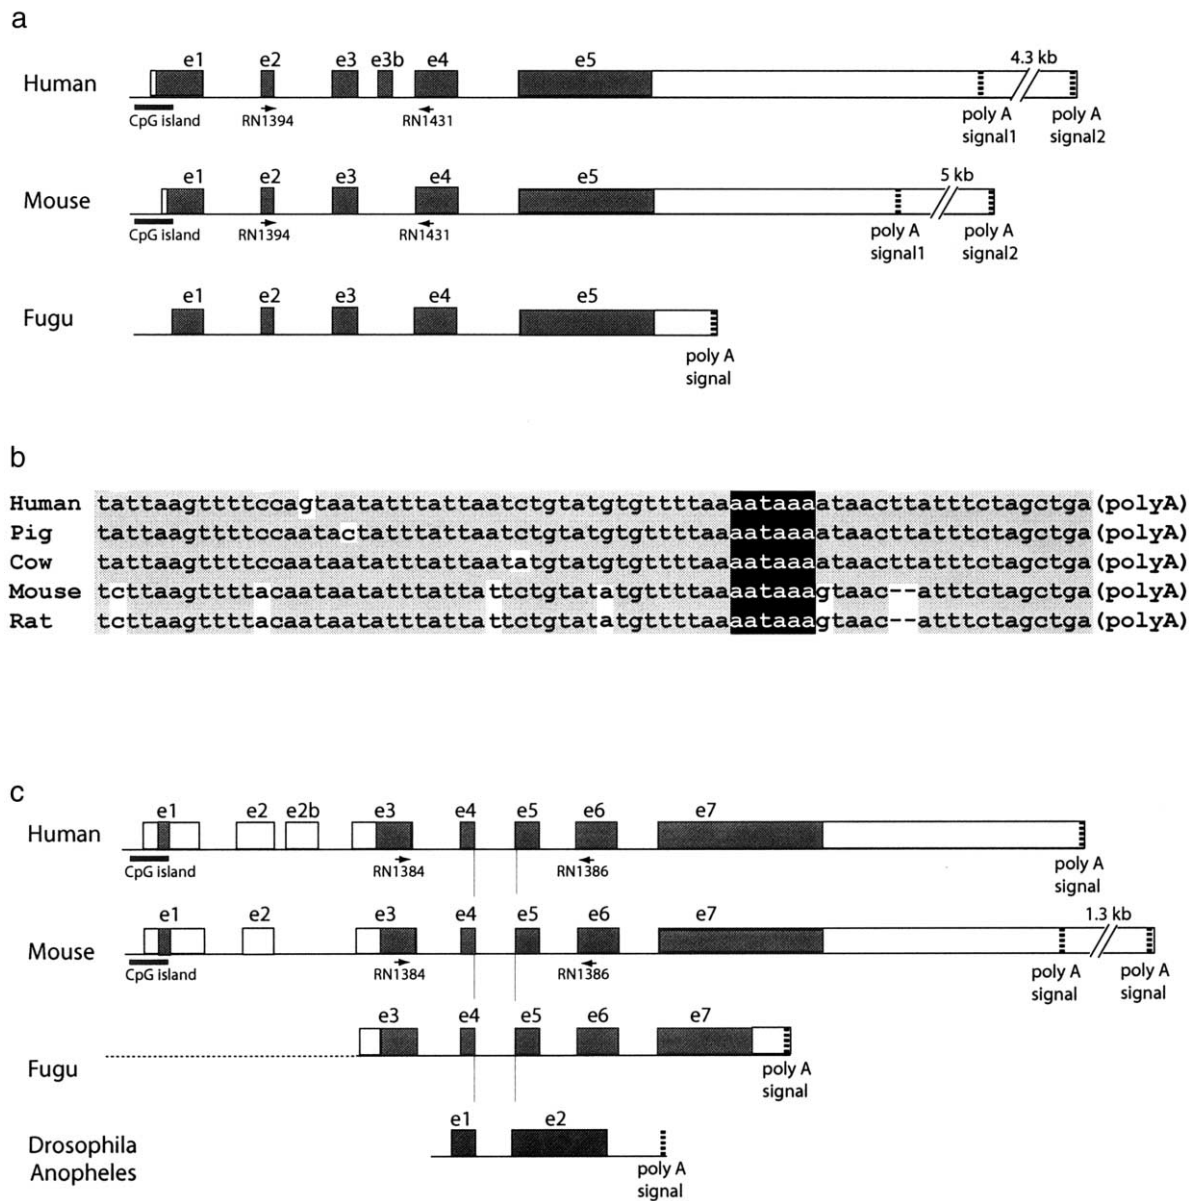 a
e1 e2 e3 e3b e4 e5 4.3 kb
Human
CpG island RN1394 RN1431 poly A signal1 poly A signal2
e1 e2 e3 e4 e5 5 kb
Mouse
CpG island RN1394 RN1431 poly A signal1 poly A signal2
e1 e2 e3 e4 e5
Fugu
poly A signal
b
Human tattaagttttccagtaatatttattaatctgtatgtgttttaaaataaaataacttatttctagctga(polyA)
Pig tattaagttttccaatactatttattaatctgtatgtgttttaaaataaaataacttatttctagctga(polyA)
Cow tattaagttttccaataatatttattaatatgtatgtgttttaaaataaaataacttatttctagctga(polyA)
Mouse tcttaagttttacaataatatttattattctgtatatgttttaaaataaagtaac--atttctagctga(polyA)
Rat tcttaagttttacaataatatttattattctgtatatgttttaaaataaagtaac--atttctagctga(polyA)
c
e1 e2 e2b e3 e4 e5 e6 e7
Human
CpG island RN1384 RN1386 poly A signal
e1 e2 e3 e4 e5 e6 e7 1.3 kb
Mouse
CpG island RN1384 RN1386 poly A signal poly A signal
e3 e4 e5 e6 e7
Fugu
poly A signal
e1 e2
Drosophila
Anopheles
poly A signal